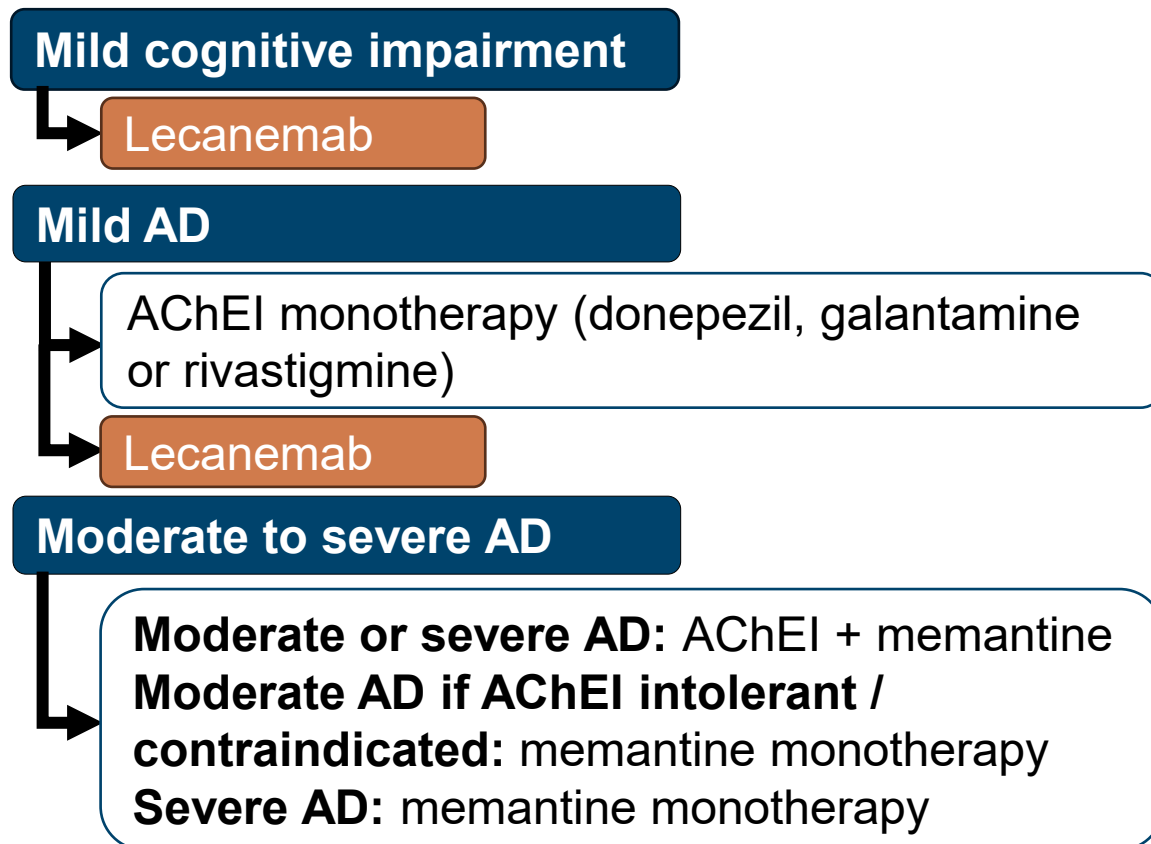 Mild cognitive impairment
Lecanemab
Mild AD
AChEI monotherapy (donepezil, galantamine
or rivastigmine)
Lecanemab
Moderate to severe AD
Moderate or severe AD: AChEI + memantine
Moderate AD if AChEI intolerant /
contraindicated: memantine monotherapy
Severe AD: memantine monotherapy